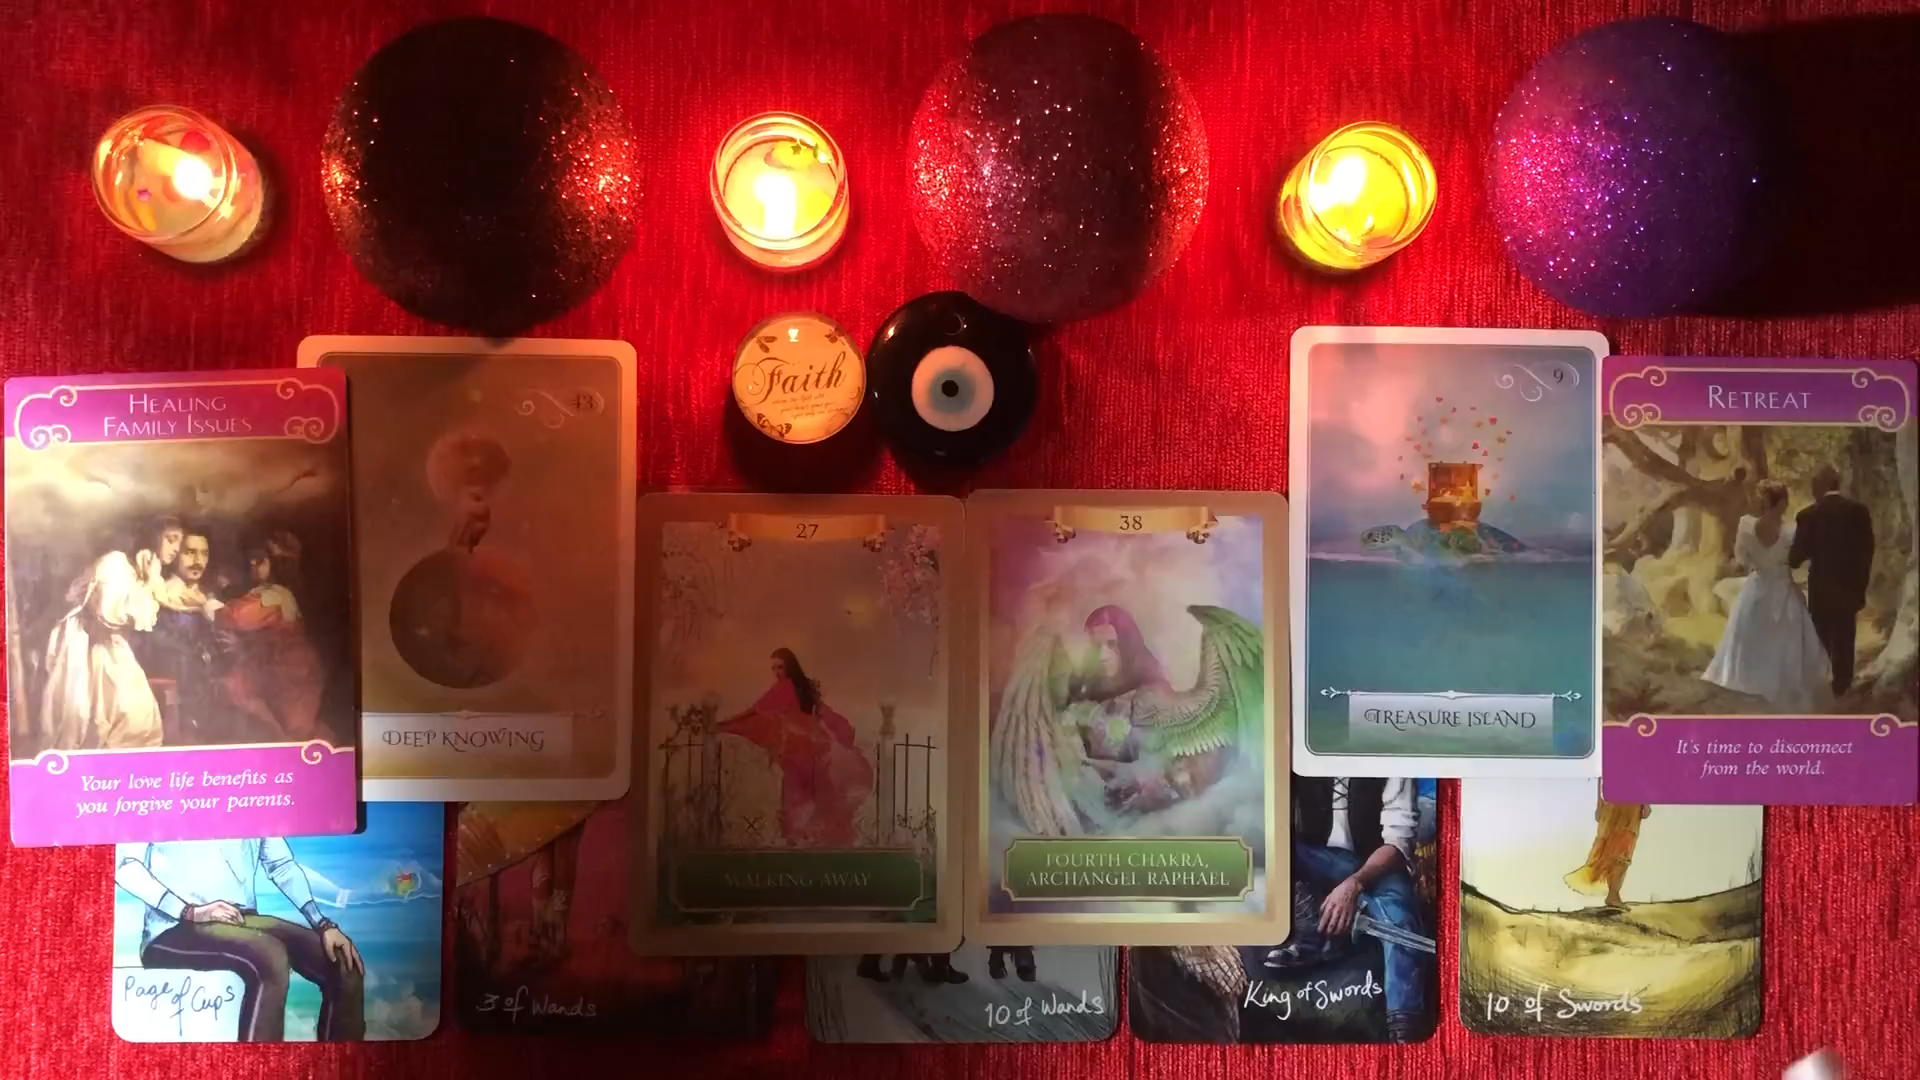 Faith
HEALING
FAMILY ISSUES
Your love life benefits as
you forgive your parents.
43
DEEP KNOWING
27
WALKING AWAY
38
FOURTH CHAKRA,
ARCHANGEL RAPHAEL
9
TREASURE ISLAND
RETREAT
It's time to disconnect
from the world.
Page
of
Cups
3 of Wands
10 of Wands
King of Swords
10 of Swords